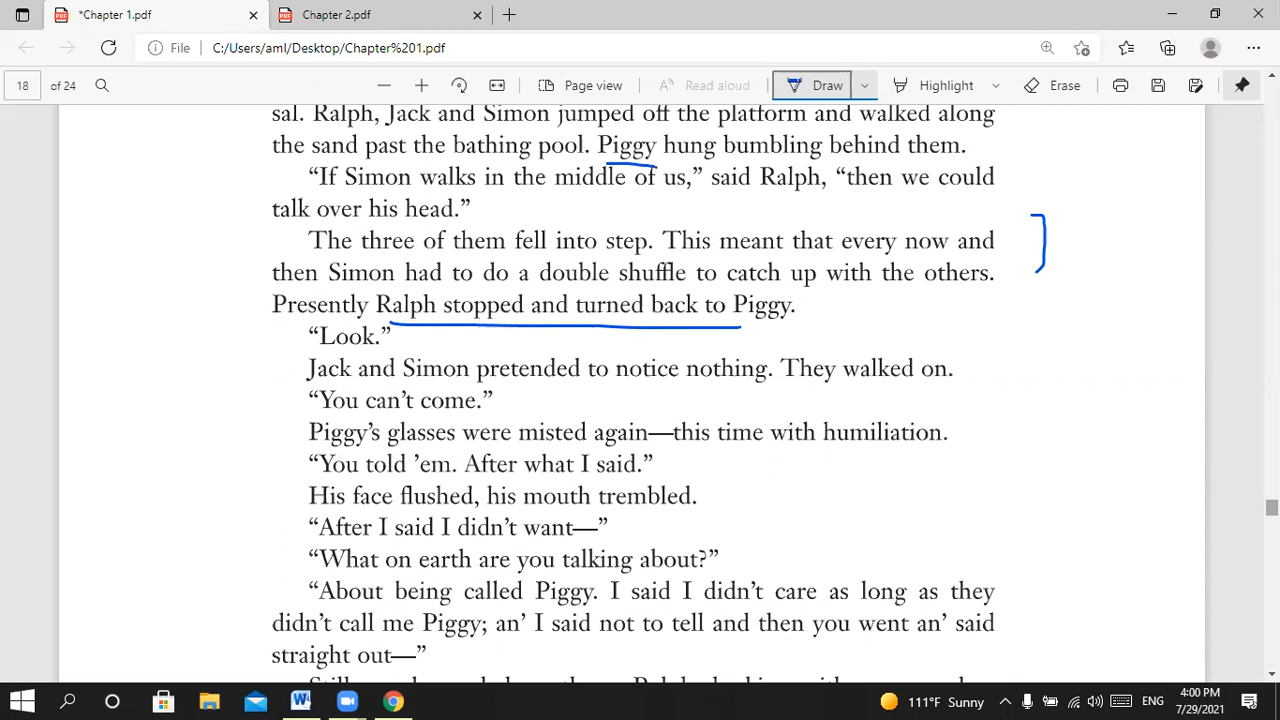 *Chapter 1.pdf
Chapter 2.pdf
File
C:/Users/aml/Desktop/Chapter%201.pdf
18
of 24
Page view
Read aloud
Draw
Highlight
Erase
sal. Ralph, Jack and Simon jumped off the platform and walked along
the sand past the bathing pool. Piggy hung bumbling behind them.
“If Simon walks in the middle of us,” said Ralph, “then we could
talk over his head.”
The three of them fell into step. This meant that every now and
then Simon had to do a double shuffle to catch up with the others.
Presently Ralph stopped and turned back to Piggy.
“Look.”
Jack and Simon pretended to notice nothing. They walked on.
“You can’t come.”
Piggy’s glasses were misted again—this time with humiliation.
“You told ’em. After what I said.”
His face flushed, his mouth trembled.
“After I said I didn’t want—”
“What on earth are you talking about?”
“About being called Piggy. I said I didn’t care as long as they
didn’t call me Piggy; an’ I said not to tell and then you went an’ said
straight out—”
111°F Sunny
ENG
4:00 PM
7/29/2021